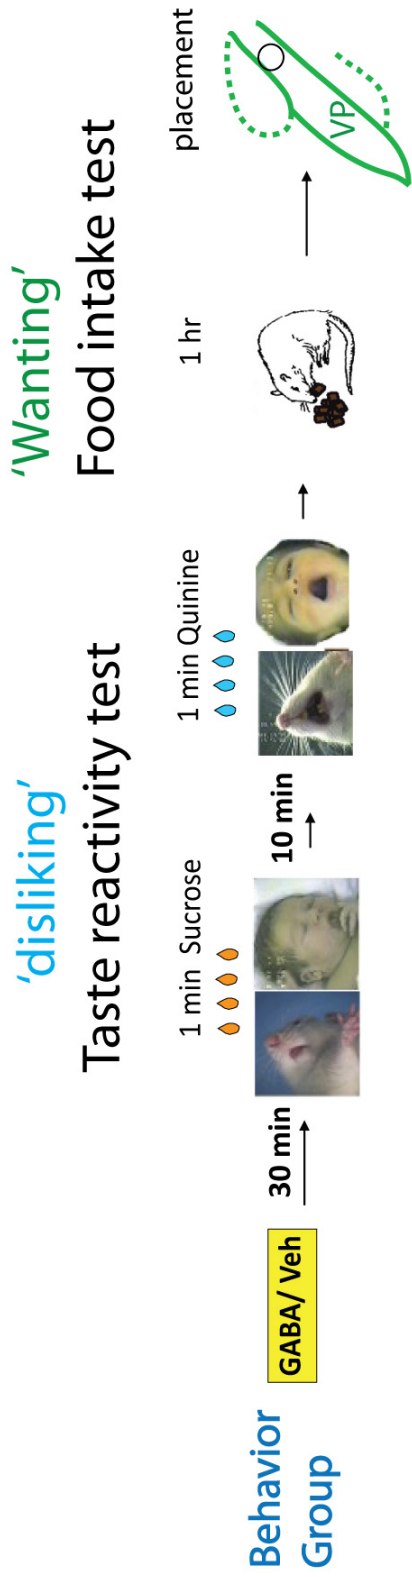 'disliking'
Taste reactivity test
'Wanting'
Food intake test
Behavior
Group
GABA/ Veh
30 min
1 min Sucrose
10 min
1 min Quinine
1 hr
placement
VP